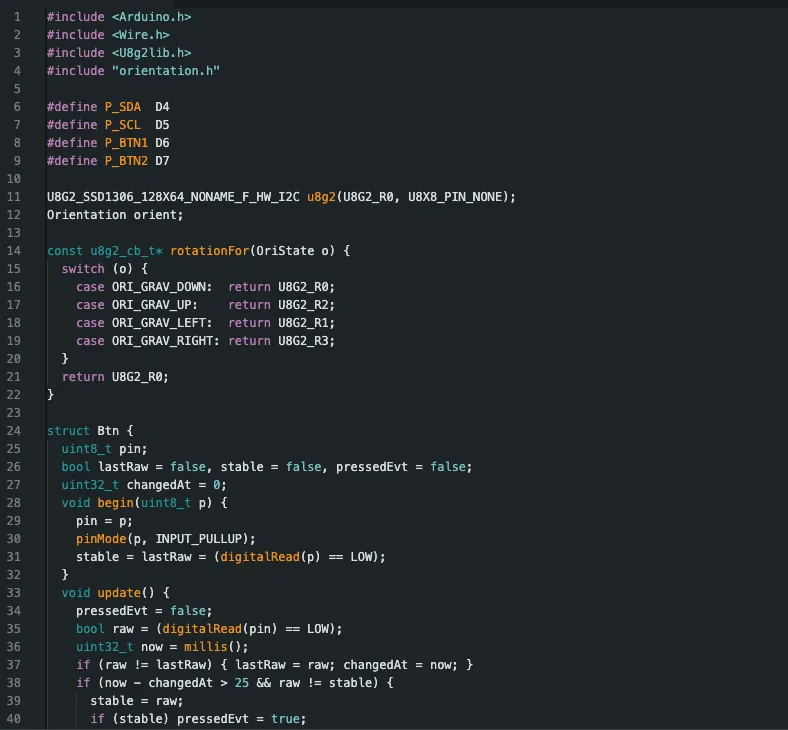 1 #include <Arduino.h>
2 #include <Wire.h>
3 #include <U8g2lib.h>
4 #include "orientation.h"
5
6 #define P_SDA  D4
7 #define P_SCL  D5
8 #define P_BTN1 D6
9 #define P_BTN2 D7
10
11 U8G2_SSD1306_128X64_NONAME_F_HW_I2C u8g2(U8G2_R0, U8X8_PIN_NONE);
12 Orientation orient;
13
14 const u8g2_cb_t* rotationFor(OriState o) {
15   switch (o) {
16     case ORI_GRAV_DOWN:  return U8G2_R0;
17     case ORI_GRAV_UP:    return U8G2_R2;
18     case ORI_GRAV_LEFT:  return U8G2_R1;
19     case ORI_GRAV_RIGHT: return U8G2_R3;
20   }
21   return U8G2_R0;
22 }
23
24 struct Btn {
25   uint8_t pin;
26   bool lastRaw = false, stable = false, pressedEvt = false;
27   uint32_t changedAt = 0;
28   void begin(uint8_t p) {
29     pin = p;
30     pinMode(p, INPUT_PULLUP);
31     stable = lastRaw = (digitalRead(p) == LOW);
32   }
33   void update() {
34     pressedEvt = false;
35     bool raw = (digitalRead(pin) == LOW);
36     uint32_t now = millis();
37     if (raw != lastRaw) { lastRaw = raw; changedAt = now; }
38     if (now - changedAt > 25 && raw != stable) {
39       stable = raw;
40       if (stable) pressedEvt = true;